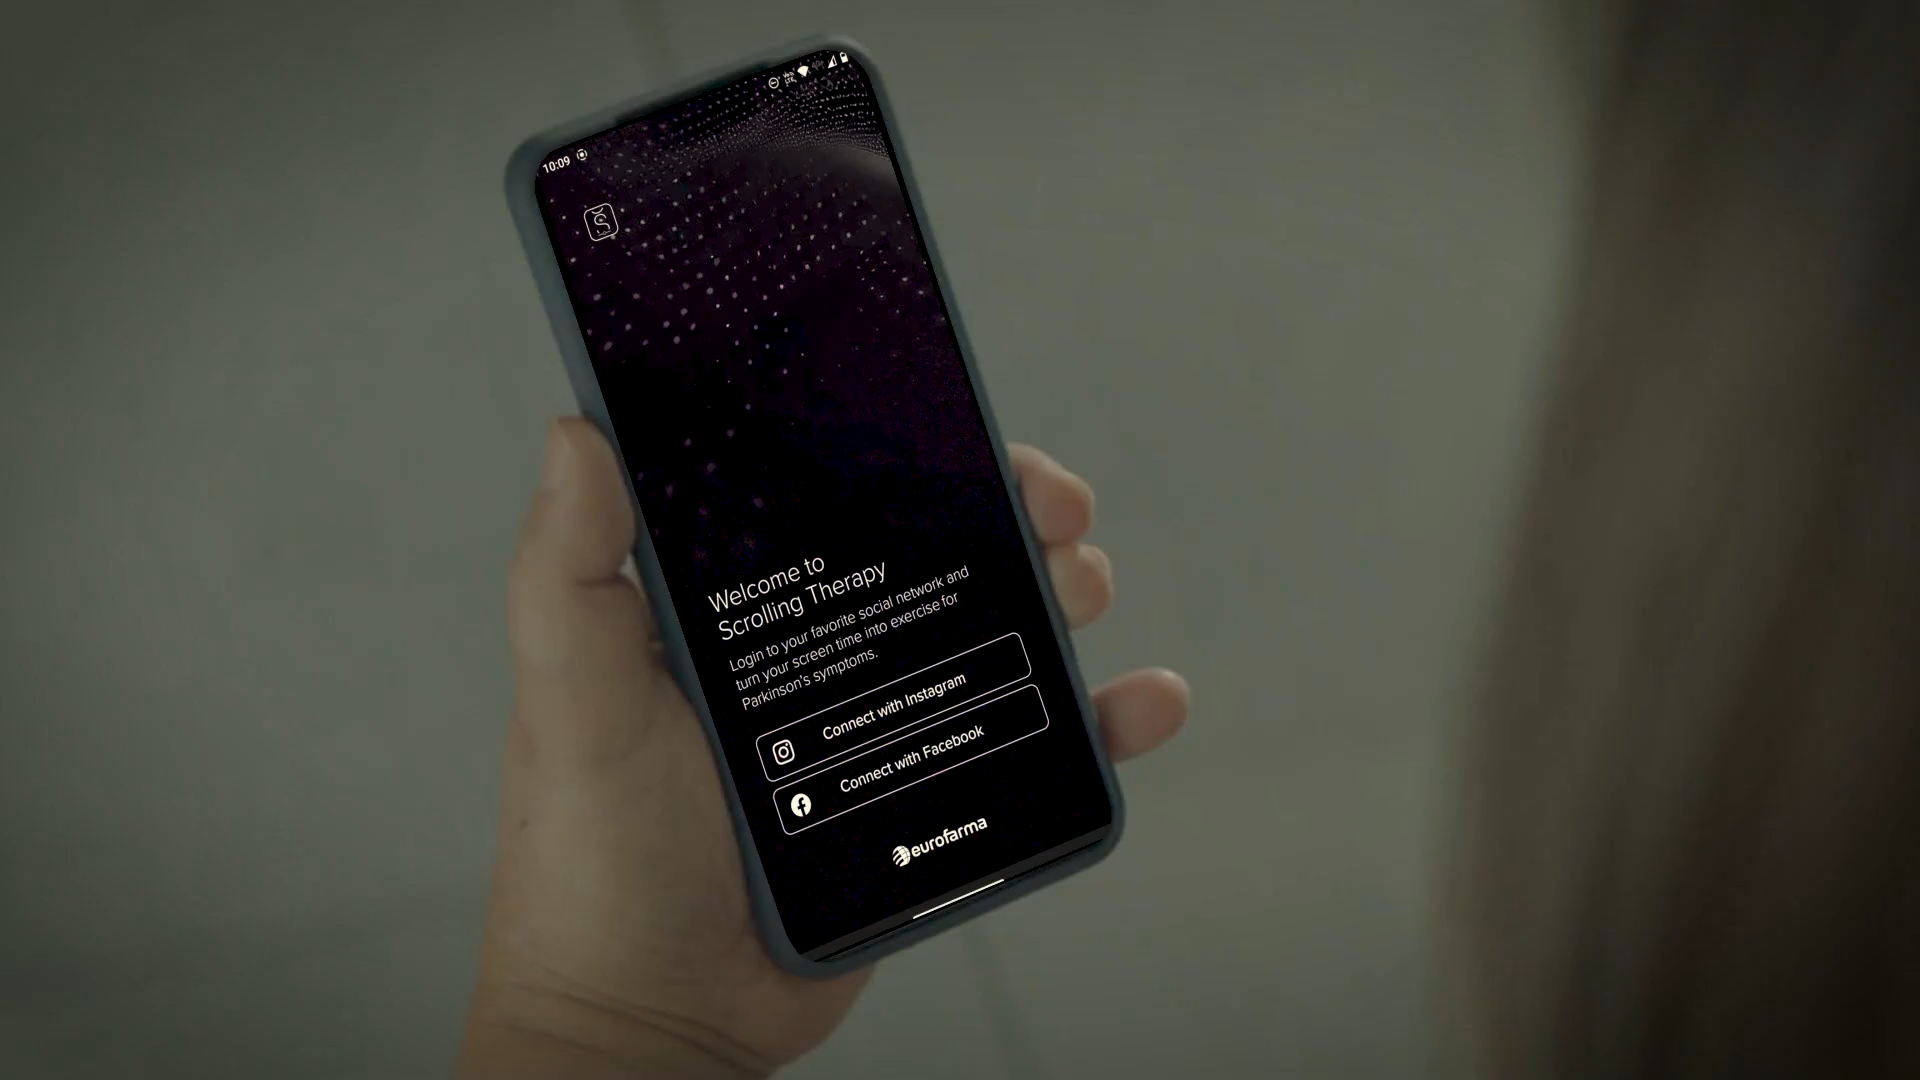 10:09
Welcome to
Scrolling Therapy
Login to your favorite social network and
turn your screen time into exercise for
Parkinson's symptoms.
Connect with Instagram
Connect with Facebook
eurofarma